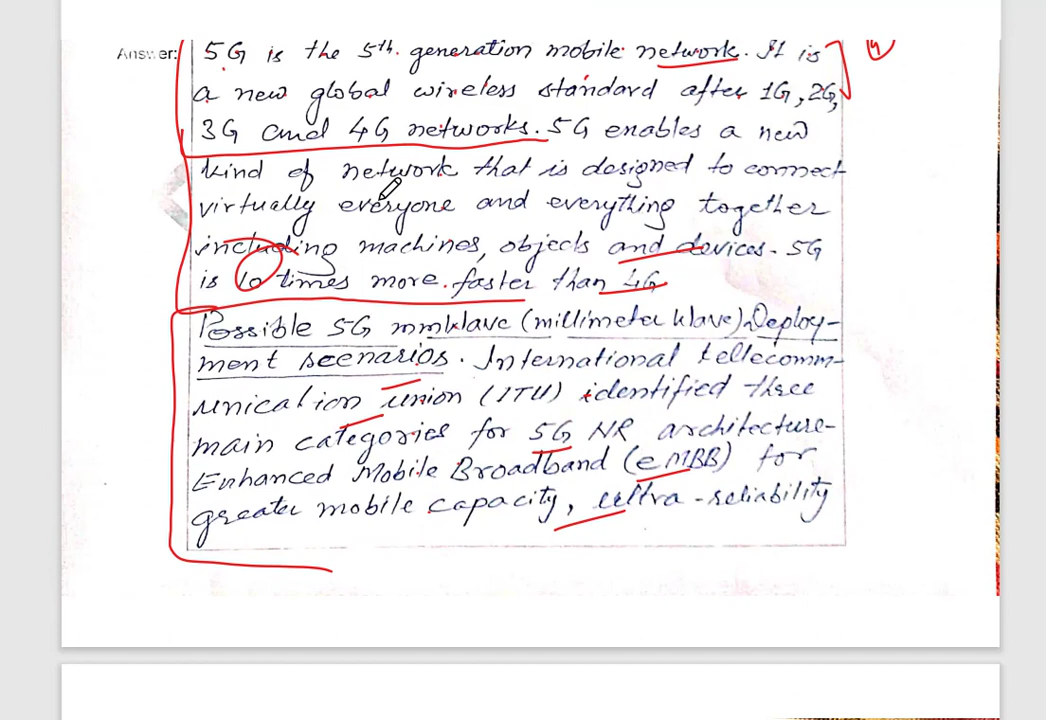 Answer: 5G is the 5th. generation mobile network. It is
a new global wireless standard after 1G, 2G,
3G and 4G networks. 5G enables a new
kind of network that is designed to connect
virtually everyone and everything together
including machines, objects and devices. 5G
is 10 times more faster than 4G
Possible 5G mmWave (millimeter Wave) Deploy-
ment scenarios. International tellecomm-
unication union (ITU) identified three
main categories for 5G NR architecture-
Enhanced Mobile Broadband (eMBB) for
greater mobile capacity, ultra-reliability